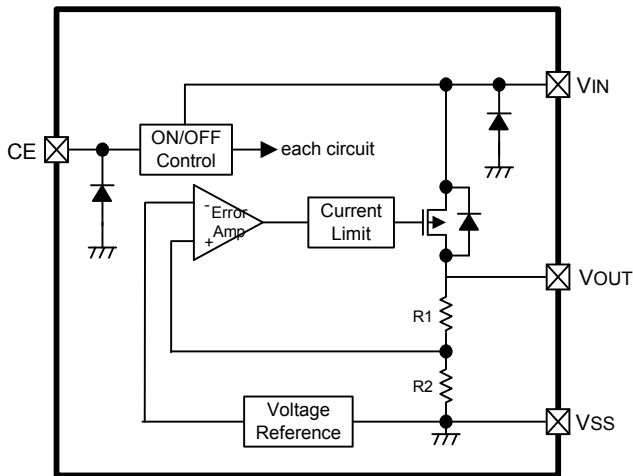 VIN
CE
ON/OFF
Control
each circuit
- Error
+ Amp
Current
Limit
VOUT
R1
R2
Voltage
Reference
VSS